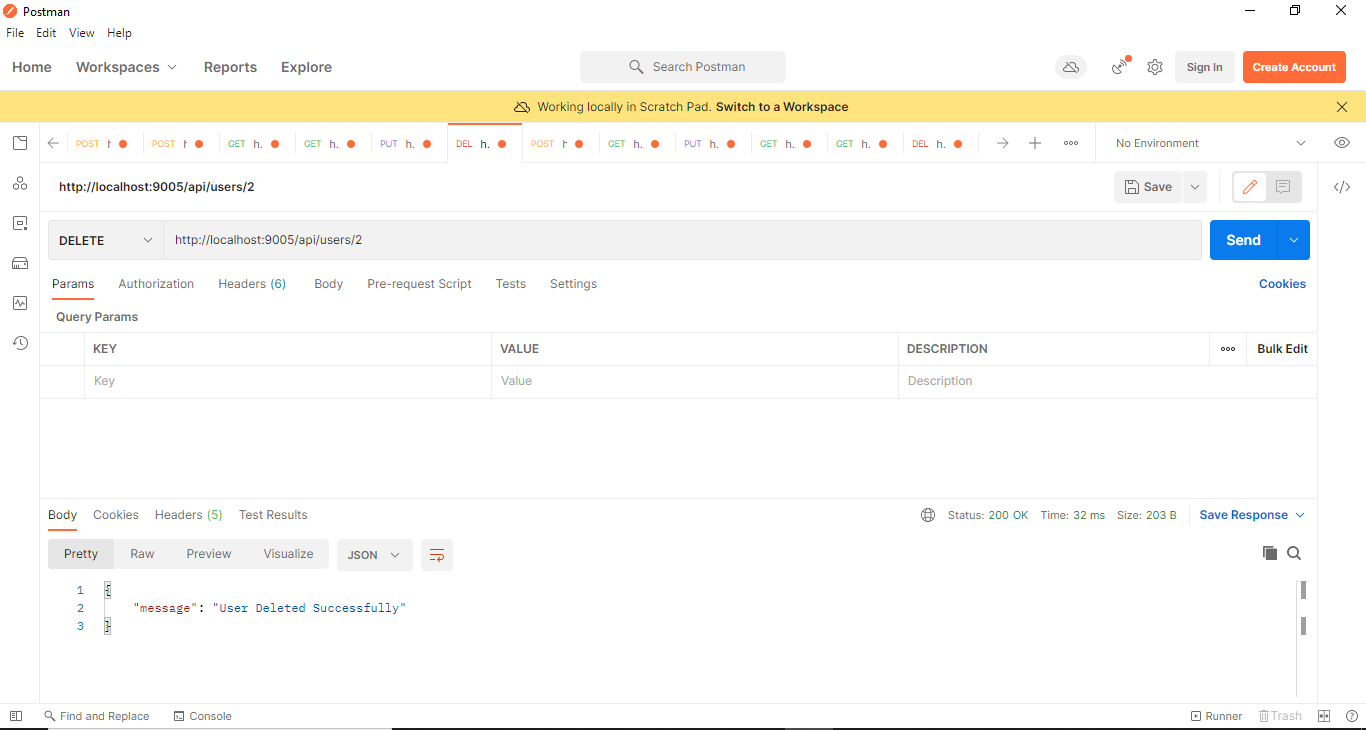 Postman
File Edit View Help
Home Workspaces Reports Explore Search Postman Sign In Create Account
Working locally in Scratch Pad. Switch to a Workspace
POST h POST h GET h. GET h. PUT h. DEL h. POST h GET h. PUT h. GET h. GET h. DEL h. No Environment
http://localhost:9005/api/users/2 Save
DELETE http://localhost:9005/api/users/2 Send
Params Authorization Headers (6) Body Pre-request Script Tests Settings Cookies
Query Params
KEY VALUE DESCRIPTION Bulk Edit
Key Value Description
Body Cookies Headers (5) Test Results Status: 200 OK Time: 32 ms Size: 203 B Save Response
Pretty Raw Preview Visualize JSON
1 {
2 "message": "User Deleted Successfully"
3 }
Find and Replace Console Runner Trash